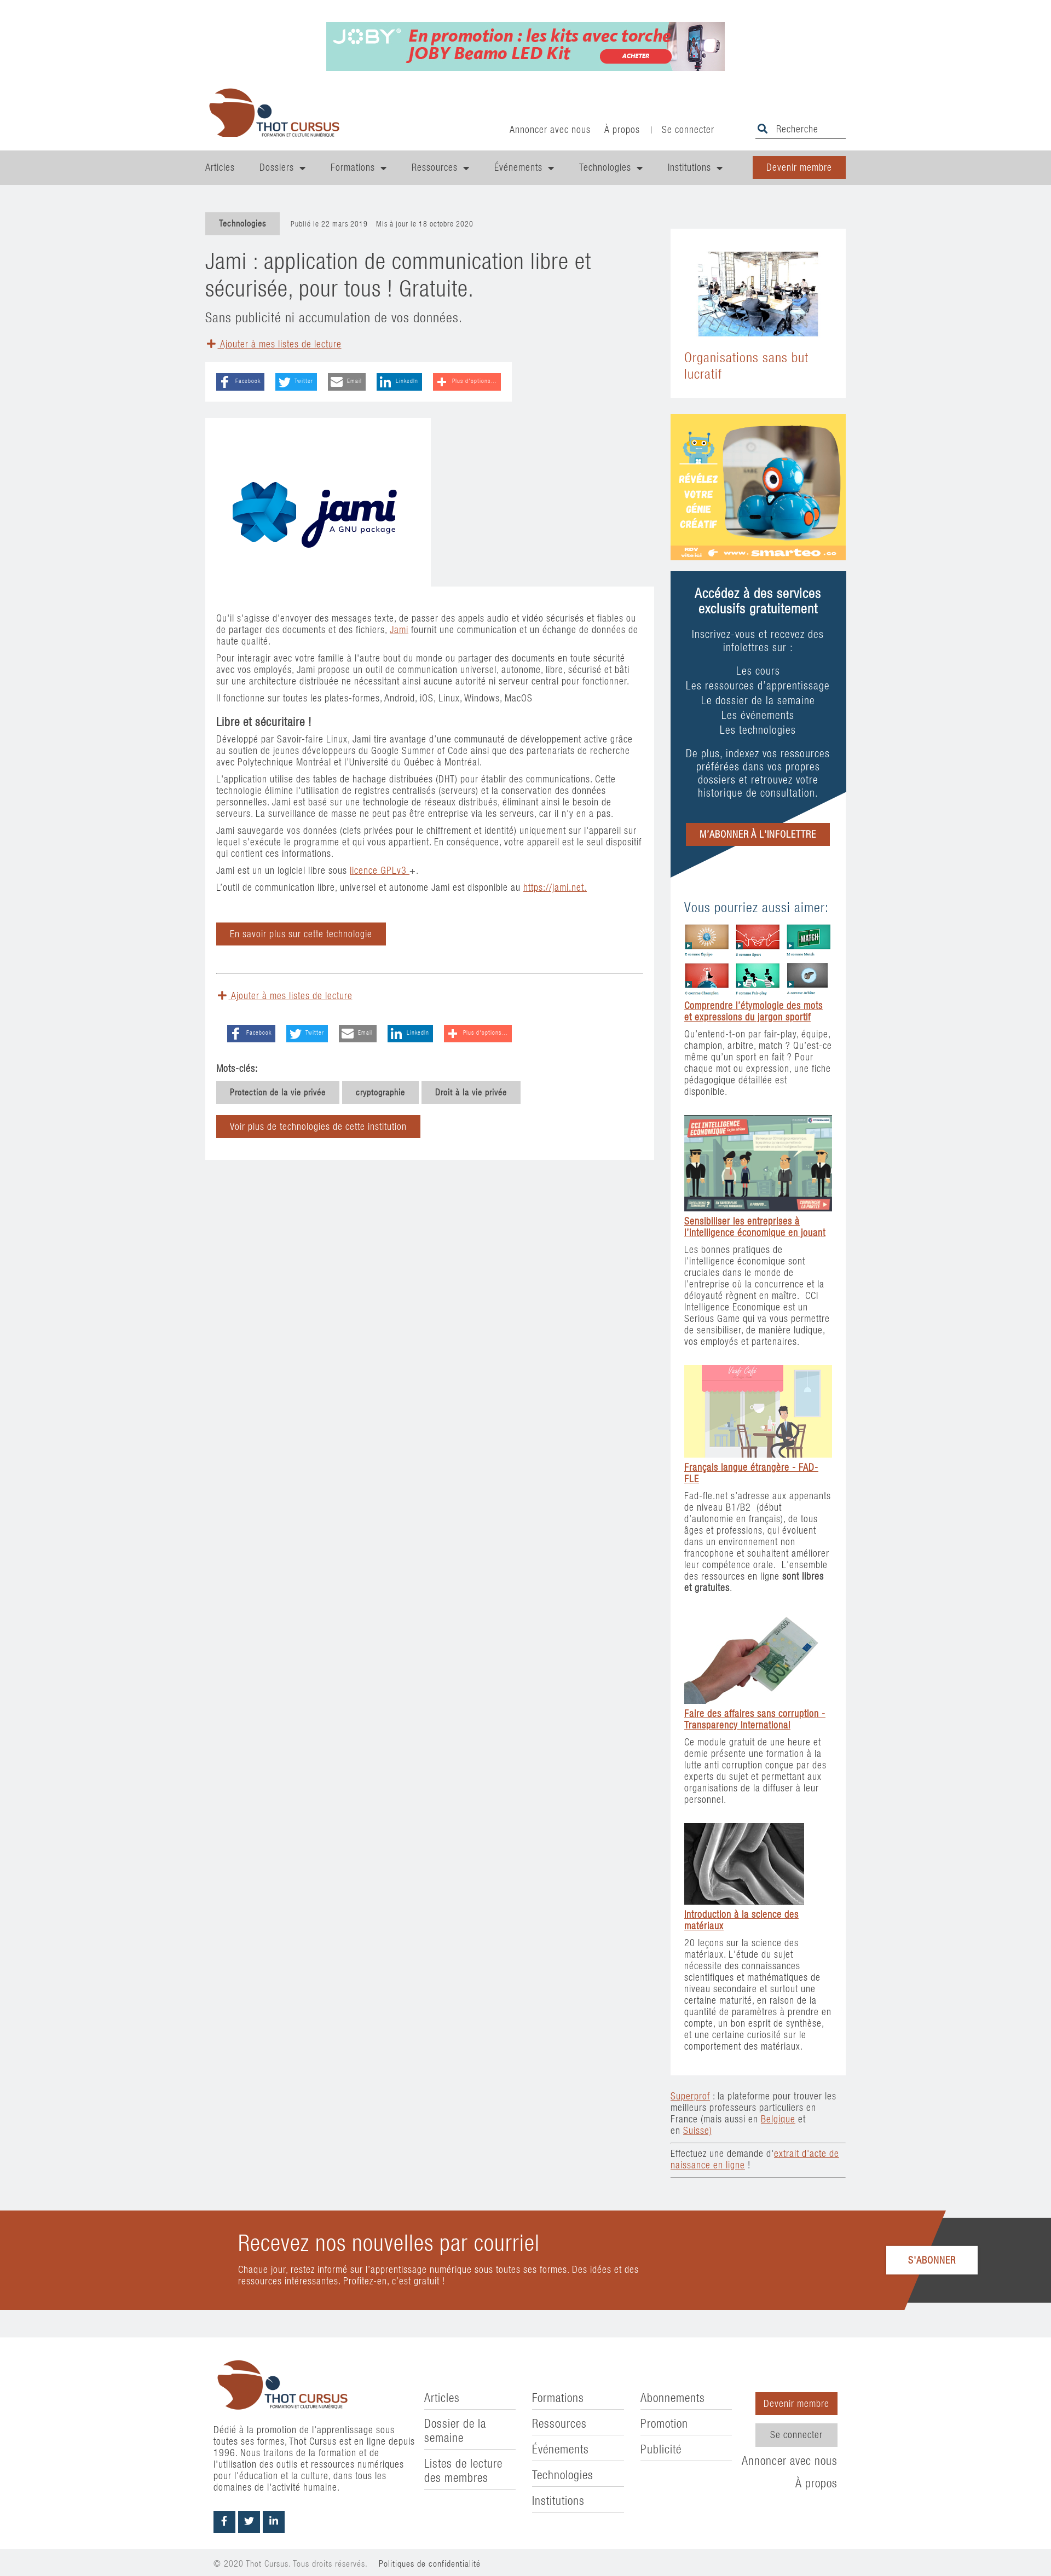 JOBY
En promotion : les kits avec torche
JOBY Beamo LED Kit
ACHETER
THOT CURSUS
FORMATION ET CULTURE NUMÉRIQUE
Annoncer avec nous À propos | Se connecter
Recherche
Articles Dossiers Formations Ressources Événements Technologies Institutions
Devenir membre
Technologies
Publié le 22 mars 2019 Mis à jour le 18 octobre 2020
Jami : application de communication libre et
sécurisée, pour tous ! Gratuite.
Sans publicité ni accumulation de vos données.
Ajouter à mes listes de lecture
Facebook Twitter Email LinkedIn Plus d'options...
jami
A GNU package
Qu'il s'agisse d'envoyer des messages texte, de passer des appels audio et vidéo sécurisés et fiables ou
de partager des documents et des fichiers, Jami fournit une communication et un échange de données de
haute qualité.
Pour interagir avec votre famille à l'autre bout du monde ou partager des documents en toute sécurité
avec vos employés, Jami propose un outil de communication universel, autonome, libre, sécurisé et bâti
sur une architecture distribuée ne nécessitant ainsi aucune autorité ni serveur central pour fonctionner.
Il fonctionne sur toutes les plates-formes, Android, iOS, Linux, Windows, MacOS
Libre et sécuritaire !
Développé par Savoir-faire Linux, Jami tire avantage d'une communauté de développement active grâce
au soutien de jeunes développeurs du Google Summer of Code ainsi que des partenariats de recherche
avec Polytechnique Montréal et l'Université du Québec à Montréal.
L'application utilise des tables de hachage distribuées (DHT) pour établir des communications. Cette
technologie élimine l'utilisation de registres centralisés (serveurs) et la conservation des données
personnelles. Jami est basé sur une technologie de réseaux distribués, éliminant ainsi le besoin de
serveurs. La surveillance de masse ne peut pas être entreprise via les serveurs, car il n'y en a pas.
Jami sauvegarde vos données (clefs privées pour le chiffrement et identité) uniquement sur l'appareil sur
lequel s'exécute le programme et qui vous appartient. En conséquence, votre appareil est le seul dispositif
qui contient ces informations.
Jami est un un logiciel libre sous licence GPLv3 +.
L'outil de communication libre, universel et autonome Jami est disponible au https://jami.net.
En savoir plus sur cette technologie
Ajouter à mes listes de lecture
Facebook Twitter Email LinkedIn Plus d'options...
Mots-clés:
Protection de la vie privée cryptographie Droit à la vie privée
Voir plus de technologies de cette institution
Organisations sans but
lucratif
RÉVÉLEZ
VOTRE
GÉNIE
CRÉATIF
www.smarteo.co
Accédez à des services
exclusifs gratuitement
Inscrivez-vous et recevez des
infolettres sur :
Les cours
Les ressources d'apprentissage
Le dossier de la semaine
Les événements
Les technologies
De plus, indexez vos ressources
préférées dans vos propres
dossiers et retrouvez votre
historique de consultation.
M'ABONNER À L'INFOLETTRE
Vous pourriez aussi aimer:
MATCH
Comprendre l'étymologie des mots
et expressions du jargon sportif
Qu'entend-t-on par fair-play, équipe,
champion, arbitre, match ? Qu'est-ce
même qu'un sport en fait ? Pour
chaque mot ou expression, une fiche
pédagogique détaillée est
disponible.
CCI INTELLIGENCE
ECONOMIQUE
Sensibiliser les entreprises à
l'intelligence économique en jouant
Les bonnes pratiques de
l'intelligence économique sont
cruciales dans le monde de
l'entreprise où la concurrence et la
déloyauté règnent en maître. CCI
Intelligence Economique est un
Serious Game qui va vous permettre
de sensibiliser, de manière ludique,
vos employés et partenaires.
Français langue étrangère - FAD-
FLE
Fad-fle.net s'adresse aux appenants
de niveau B1/B2 (début
d'autonomie en français), de tous
âges et professions, qui évoluent
dans un environnement non
francophone et souhaitent améliorer
leur compétence orale. L'ensemble
des ressources en ligne sont libres
et gratuites.
100
Faire des affaires sans corruption -
Transparency International
Ce module gratuit de une heure et
demie présente une formation à la
lutte anti corruption conçue par des
experts du sujet et permettant aux
organisations de la diffuser à leur
personnel.
Introduction à la science des
matériaux
20 leçons sur la science des
matériaux. L'étude du sujet
nécessite des connaissances
scientifiques et mathématiques de
niveau secondaire et surtout une
certaine maturité, en raison de la
quantité de paramètres à prendre en
compte, un bon esprit de synthèse,
et une certaine curiosité sur le
comportement des matériaux.
Superprof : la plateforme pour trouver les
meilleurs professeurs particuliers en
France (mais aussi en Belgique et
en Suisse)
Effectuez une demande d'extrait d'acte de
naissance en ligne !
Recevez nos nouvelles par courriel
Chaque jour, restez informé sur l'apprentissage numérique sous toutes ses formes. Des idées et des
ressources intéressantes. Profitez-en, c'est gratuit !
S'ABONNER
THOT CURSUS
FORMATION ET CULTURE NUMÉRIQUE
Dédié à la promotion de l'apprentissage sous
toutes ses formes, Thot Cursus est en ligne depuis
1996. Nous traitons de la formation et de
l'utilisation des outils et ressources numériques
pour l'éducation et la culture, dans tous les
domaines de l'activité humaine.
Articles
Dossier de la
semaine
Listes de lecture
des membres
Formations
Ressources
Événements
Technologies
Institutions
Abonnements
Promotion
Publicité
Devenir membre
Se connecter
Annoncer avec nous
À propos
© 2020 Thot Cursus. Tous droits réservés. Politiques de confidentialité